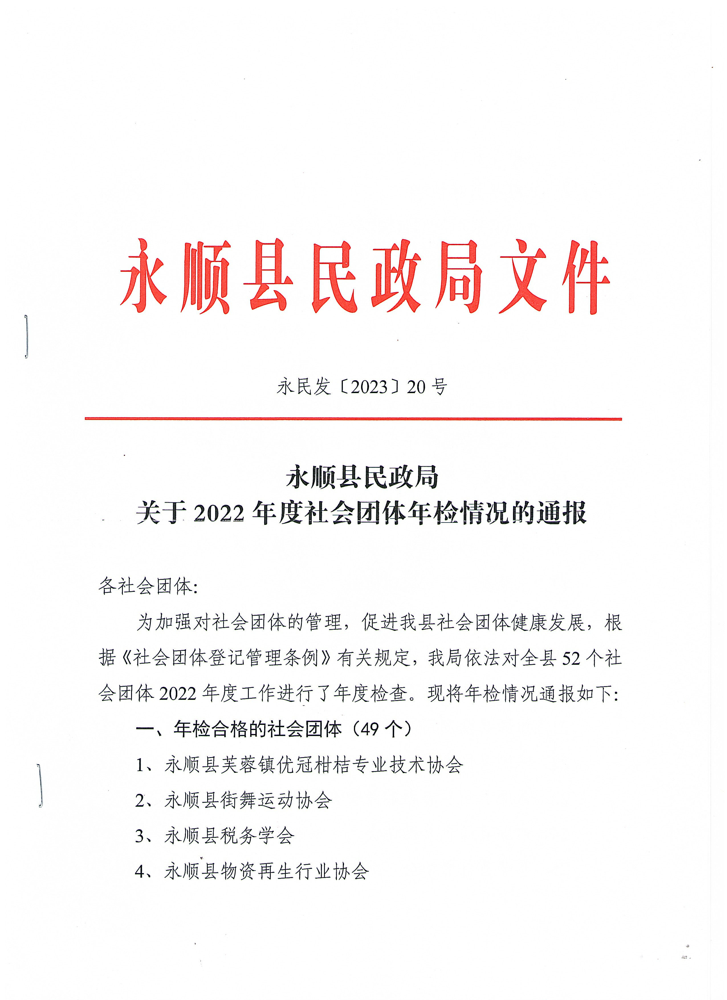 永顺县民政局文件
永民发〔2023〕20 号
永顺县民政局
关于 2022 年度社会团体年检情况的通报
各社会团体:
为加强对社会团体的管理，促进我县社会团体健康发展，根
据《社会团体登记管理条例》有关规定，我局依法对全县 52 个社
会团体 2022 年度工作进行了年度检查。现将年检情况通报如下:
一、年检合格的社会团体（49 个）
1、永顺县芙蓉镇优冠柑桔专业技术协会
2、永顺县街舞运动协会
3、永顺县税务学会
4、永顺县物资再生行业协会